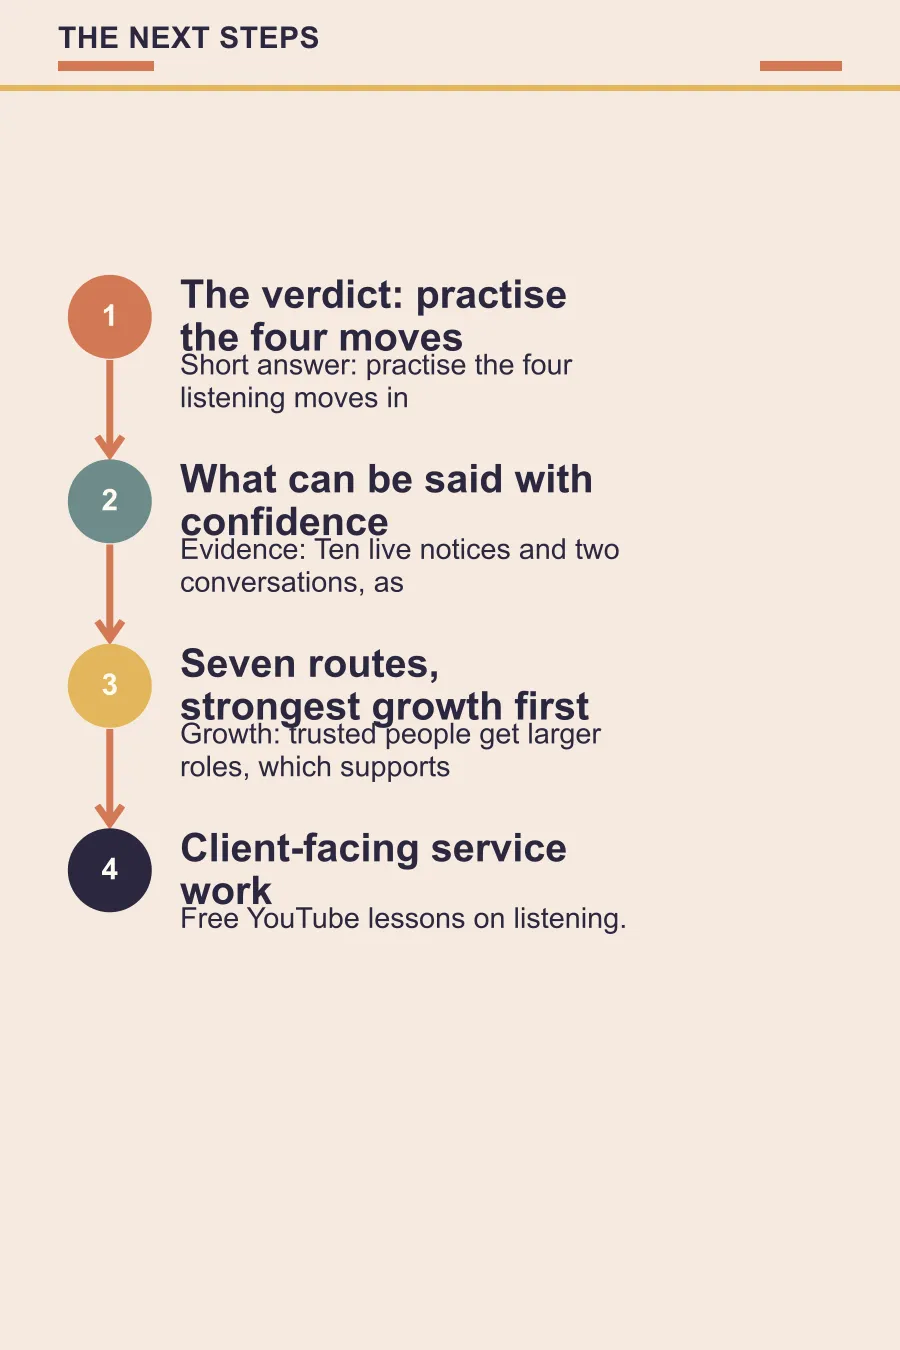 THE NEXT STEPS
1
The verdict: practise
the four moves
Short answer: practise the four
listening moves in
2
What can be said with
confidence
Evidence: Ten live notices and two
conversations, as
3
Seven routes,
strongest growth first
Growth: trusted people get larger
roles, which supports
4
Client-facing service
work
Free YouTube lessons on listening.